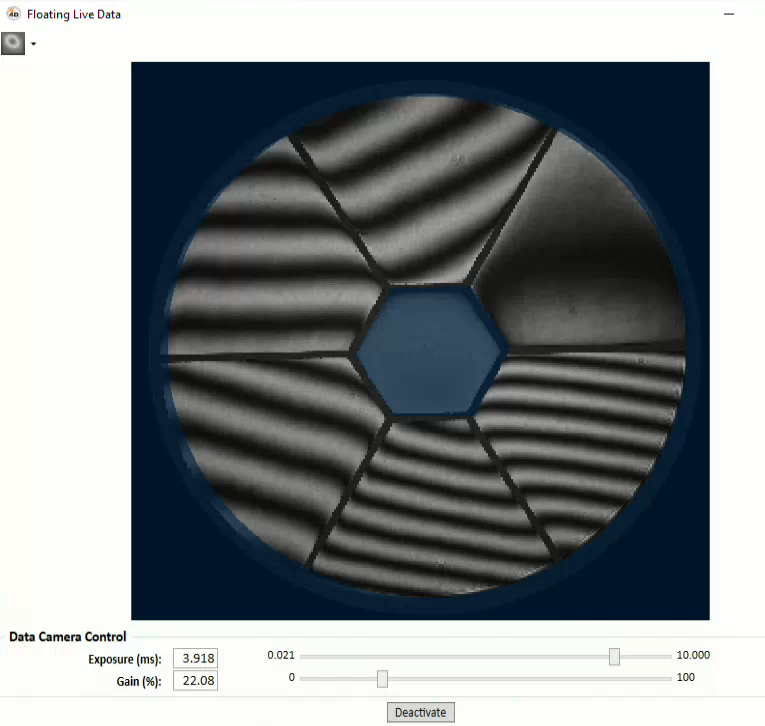 4D Floating Live Data
Data Camera Control
Exposure (ms): 3.918 0.021 10.000
Gain (%): 22.08 0 100
Deactivate